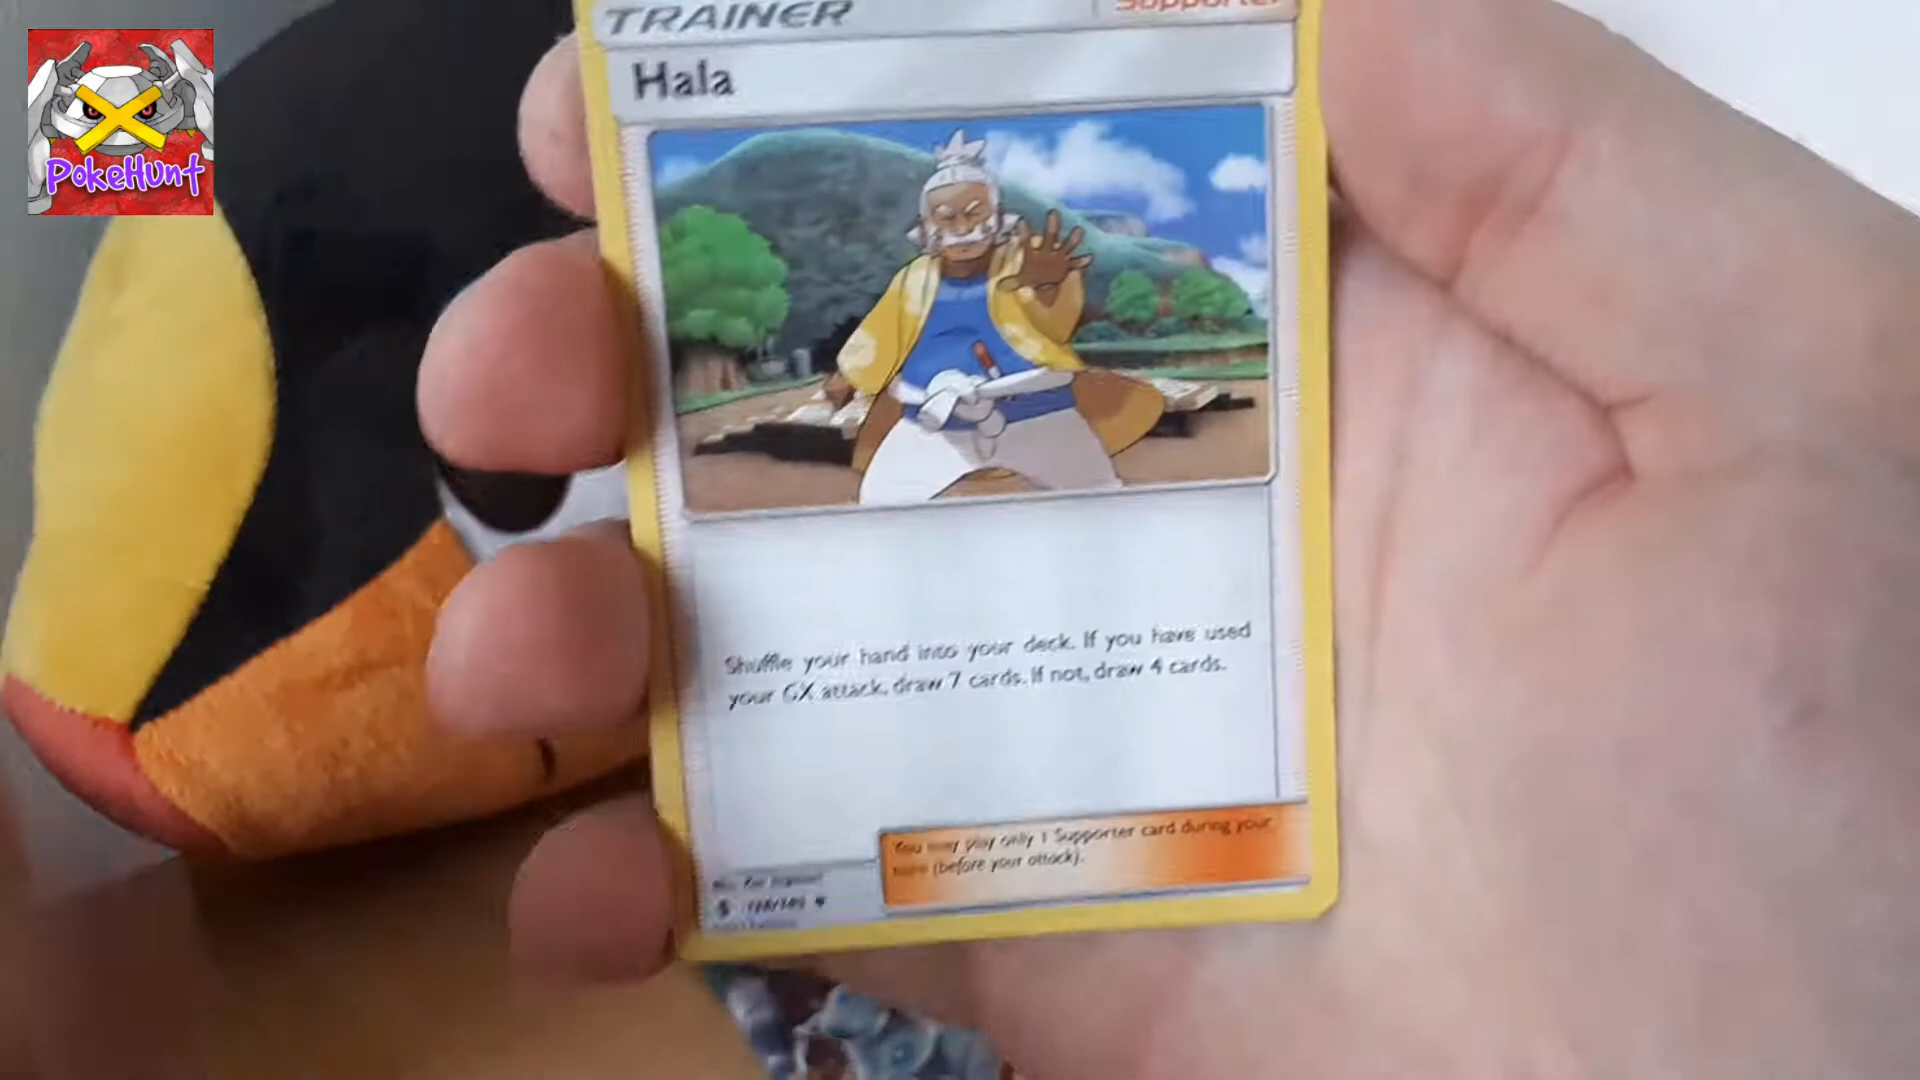 TRAINER
Supporter
Hala
PokeHunt
Shuffle your hand into your deck. If you have used
your GX attack, draw 7 cards. If not, draw 4 cards.
You may play only 1 Supporter card during your
turn (before your attack).